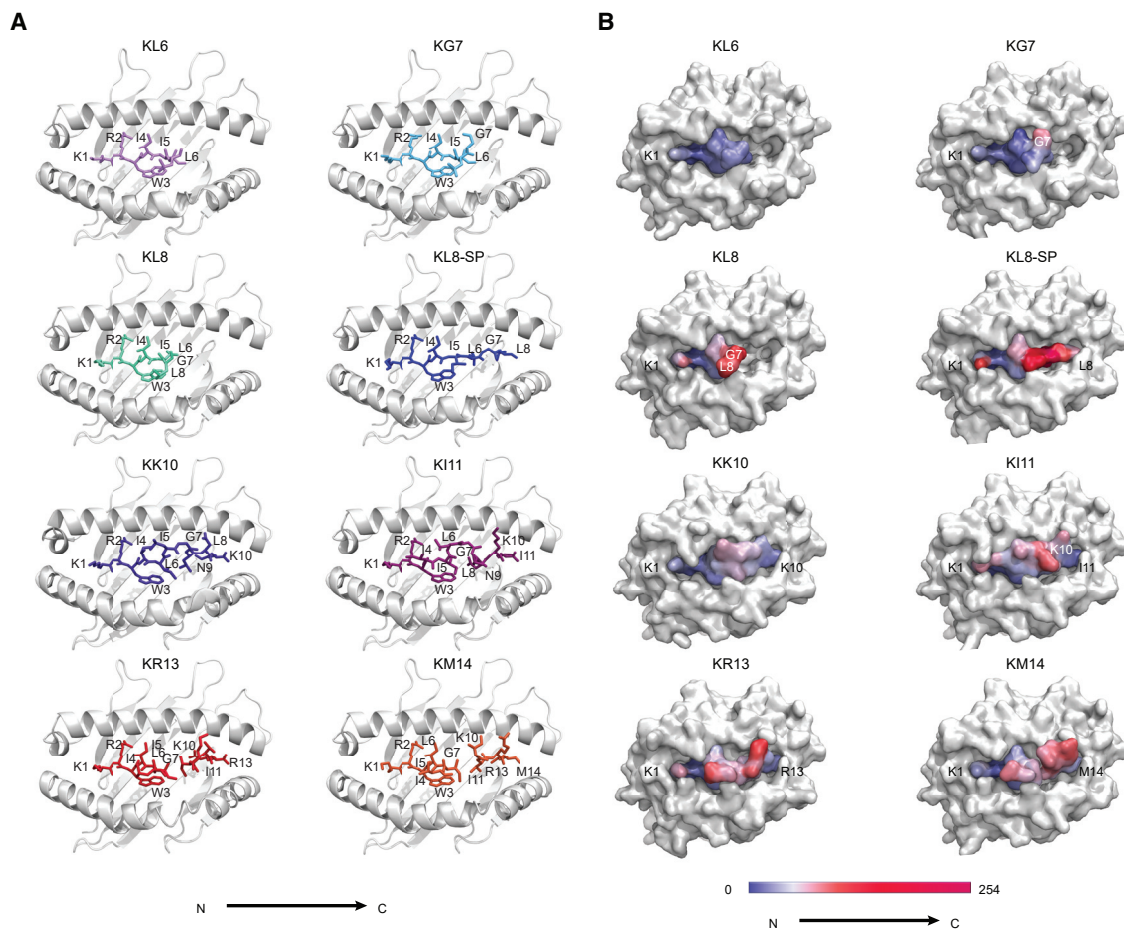 A
B
KL6
KG7
KL6
KG7
R2 I4 I5
K1 L6
W3
R2 I4 I5 G7
K1 L6
W3
K1
K1 G7
KL8
KL8-SP
KL8
KL8-SP
R2 I4 I5 L6
K1 G7
L8
W3
R2 I4 I5 L6 G7
K1 L8
W3
K1 G7
L8
K1 L8
KK10
KI11
KK10
KI11
R2 I4 I5 G7 L8
K1 L6 N9 K10
W3
R2 I4 L6 K10
K1 I5 G7 L8 N9 I11
W3
K1 K10
K1 K10 I11
KR13
KM14
KR13
KM14
R2 I5 K10
I4 L6 G7
K1 I11 R13
W3
R2 L6 K10
I5 G7
K1 I4 I11 R13 M14
W3
K1 R13
K1 M14
0 254
N C
N C